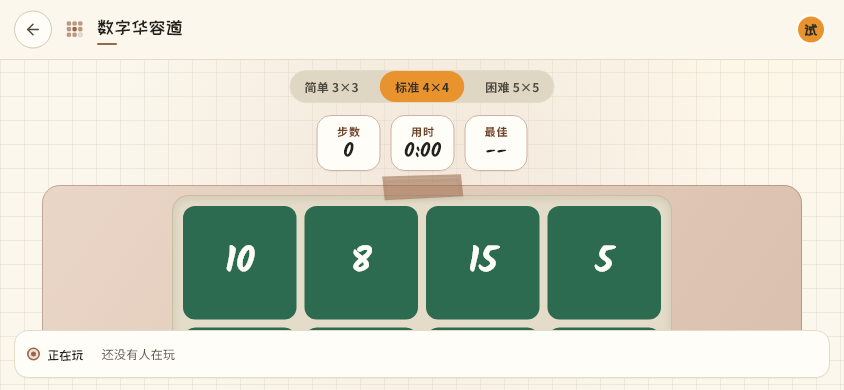 数字华容道
试
简单 3×3 标准 4×4 困难 5×5
步数 用时 最佳
0 0:00 --
10 8 15 5
正在玩 还没有人在玩